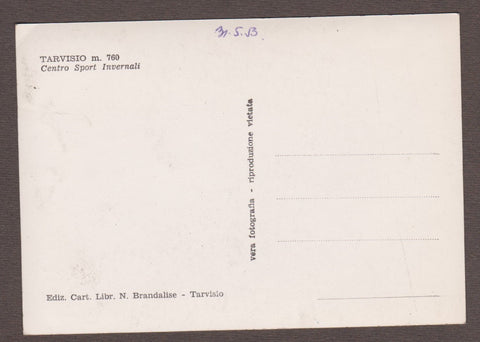 31.5.53
TARVISIO m. 760
Centro Sport Invernali
vera fotografia - riproduzione vietata
Ediz. Cart. Libr. N. Brandalise - Tarvisio